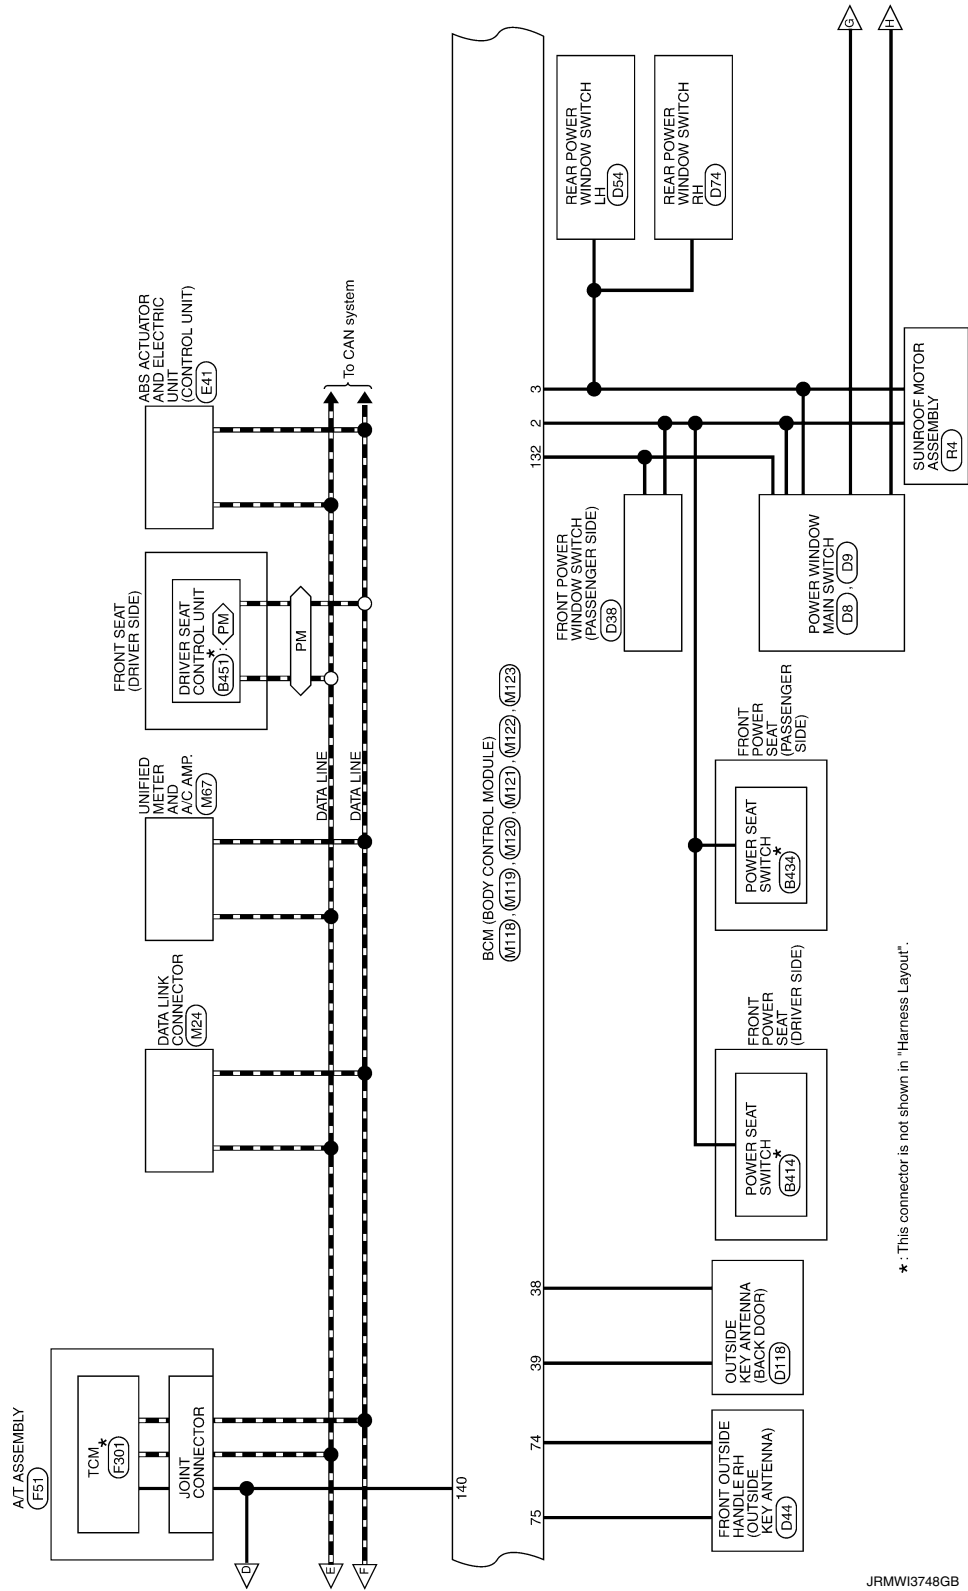 A/T ASSEMBLY
F51
TCM
*
F301
JOINT
CONNECTOR
D
E
F
140
DATA LINK
CONNECTOR
M24
UNIFIED
METER
AND
A/C AMP.
M67
DATA LINE
DATA LINE
FRONT SEAT
(DRIVER SIDE)
DRIVER SEAT
CONTROL UNIT
*
B451 : PM
PM
ABS ACTUATOR
AND ELECTRIC
UNIT
(CONTROL UNIT)
E41
To CAN system
BCM (BODY CONTROL MODULE)
M118 , M119 , M120 , M121 , M122 , M123
75
74
39
38
132
2
3
FRONT OUTSIDE
HANDLE RH
(OUTSIDE
KEY ANTENNA)
D44
OUTSIDE
KEY ANTENNA
(BACK DOOR)
D118
FRONT
POWER
SEAT
(DRIVER SIDE)
POWER SEAT
SWITCH
*
B414
FRONT
POWER
SEAT
(PASSENGER
SIDE)
POWER SEAT
SWITCH
*
B434
FRONT POWER
WINDOW SWITCH
(PASSENGER SIDE)
D38
POWER WINDOW
MAIN SWITCH
D8 , D9
REAR POWER
WINDOW SWITCH
LH
D54
REAR POWER
WINDOW SWITCH
RH
D74
SUNROOF MOTOR
ASSEMBLY
R4
G
H
* : This connector is not shown in "Harness Layout".
JRMWI3748GB